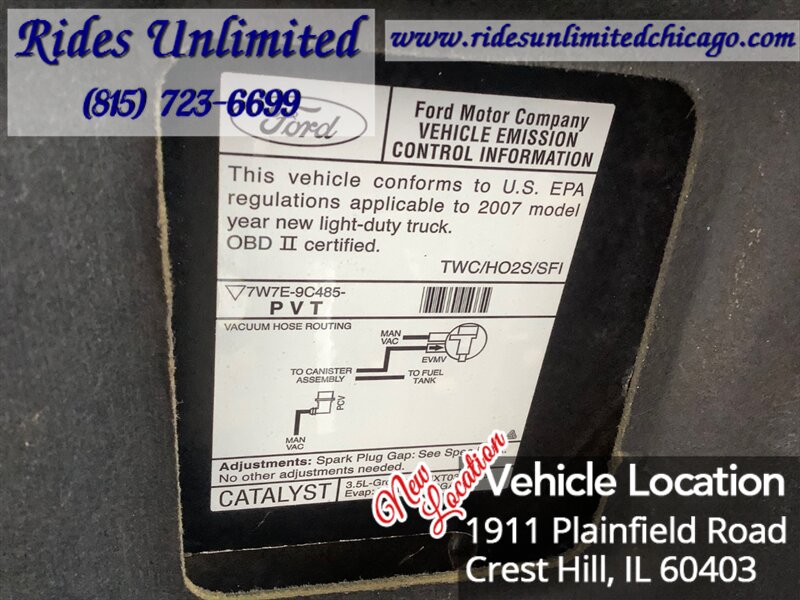 Rides Unlimited
(815) 723-6699
www.ridesunlimitedchicago.com
Ford
Ford Motor Company
VEHICLE EMISSION
CONTROL INFORMATION
This vehicle conforms to U.S. EPA
regulations applicable to 2007 model
year new light-duty truck.
OBD II certified.
TWC/HO2S/SFI
7W7E-9C485-
PVT
VACUUM HOSE ROUTING
MAN
VAC
EVMV
TO CANISTER
ASSEMBLY
TO FUEL
TANK
PCV
MAN
VAC
Adjustments: Spark Plug Gap: See
No other adjustments needed.
CATALYST
3.5L-
Evap:
New Location
Vehicle Location
1911 Plainfield Road
Crest Hill, IL 60403